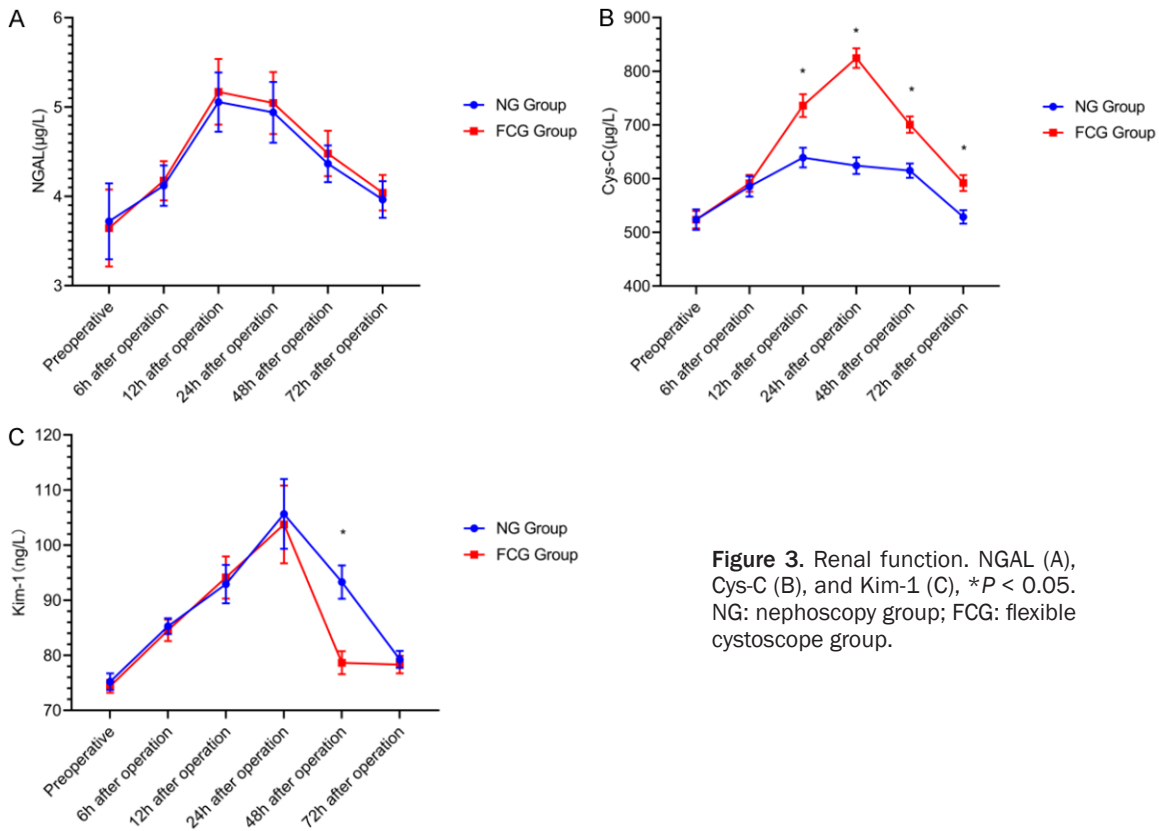 A
NGAL(μg/L)
6
5
4
3
Preoperative
6h after operation
12h after operation
24h after operation
48h after operation
72h after operation
NG Group
FCG Group
B
Cys-C(μg/L)
900
800
700
600
500
400
*
*
*
*
Preoperative
6h after operation
12h after operation
24h after operation
48h after operation
72h after operation
NG Group
FCG Group
C
Kim-1(ng/L)
120
110
100
90
80
70
*
Preoperative
6h after operation
12h after operation
24h after operation
48h after operation
72h after operation
NG Group
FCG Group
Figure 3. Renal function. NGAL (A),
Cys-C (B), and Kim-1 (C), *P < 0.05.
NG: nephoscopy group; FCG: flexible
cystoscope group.